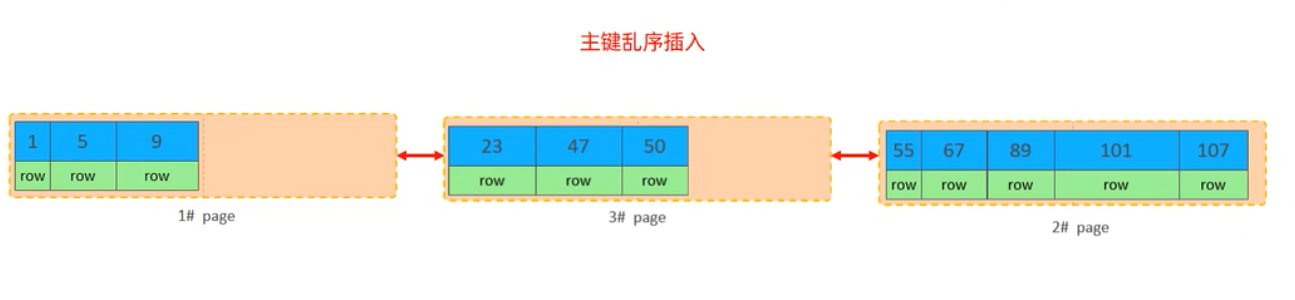 主键乱序插入
1 5 9
row row row
1# page
23 47 50
row row row
3# page
55 67 89 101 107
row row row row row
2# page